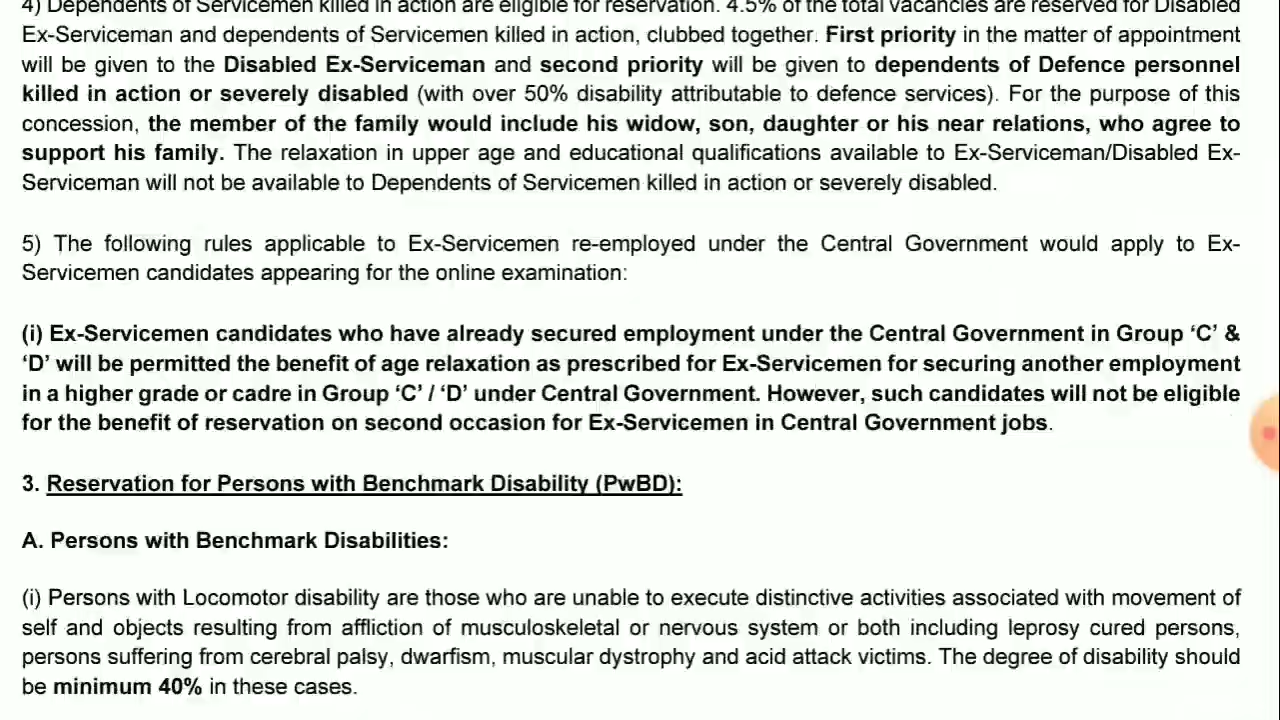 4) Dependents of Servicemen killed in action are eligible for reservation. 4.5% of the total vacancies are reserved for Disabled
Ex-Serviceman and dependents of Servicemen killed in action, clubbed together. First priority in the matter of appointment
will be given to the Disabled Ex-Serviceman and second priority will be given to dependents of Defence personnel
killed in action or severely disabled (with over 50% disability attributable to defence services). For the purpose of this
concession, the member of the family would include his widow, son, daughter or his near relations, who agree to
support his family. The relaxation in upper age and educational qualifications available to Ex-Serviceman/Disabled Ex-
Serviceman will not be available to Dependents of Servicemen killed in action or severely disabled.
5) The following rules applicable to Ex-Servicemen re-employed under the Central Government would apply to Ex-
Servicemen candidates appearing for the online examination:
(i) Ex-Servicemen candidates who have already secured employment under the Central Government in Group ‘C’ &
‘D’ will be permitted the benefit of age relaxation as prescribed for Ex-Servicemen for securing another employment
in a higher grade or cadre in Group ‘C’ / ‘D’ under Central Government. However, such candidates will not be eligible
for the benefit of reservation on second occasion for Ex-Servicemen in Central Government jobs.
3. Reservation for Persons with Benchmark Disability (PwBD):
A. Persons with Benchmark Disabilities:
(i) Persons with Locomotor disability are those who are unable to execute distinctive activities associated with movement of
self and objects resulting from affliction of musculoskeletal or nervous system or both including leprosy cured persons,
persons suffering from cerebral palsy, dwarfism, muscular dystrophy and acid attack victims. The degree of disability should
be minimum 40% in these cases.